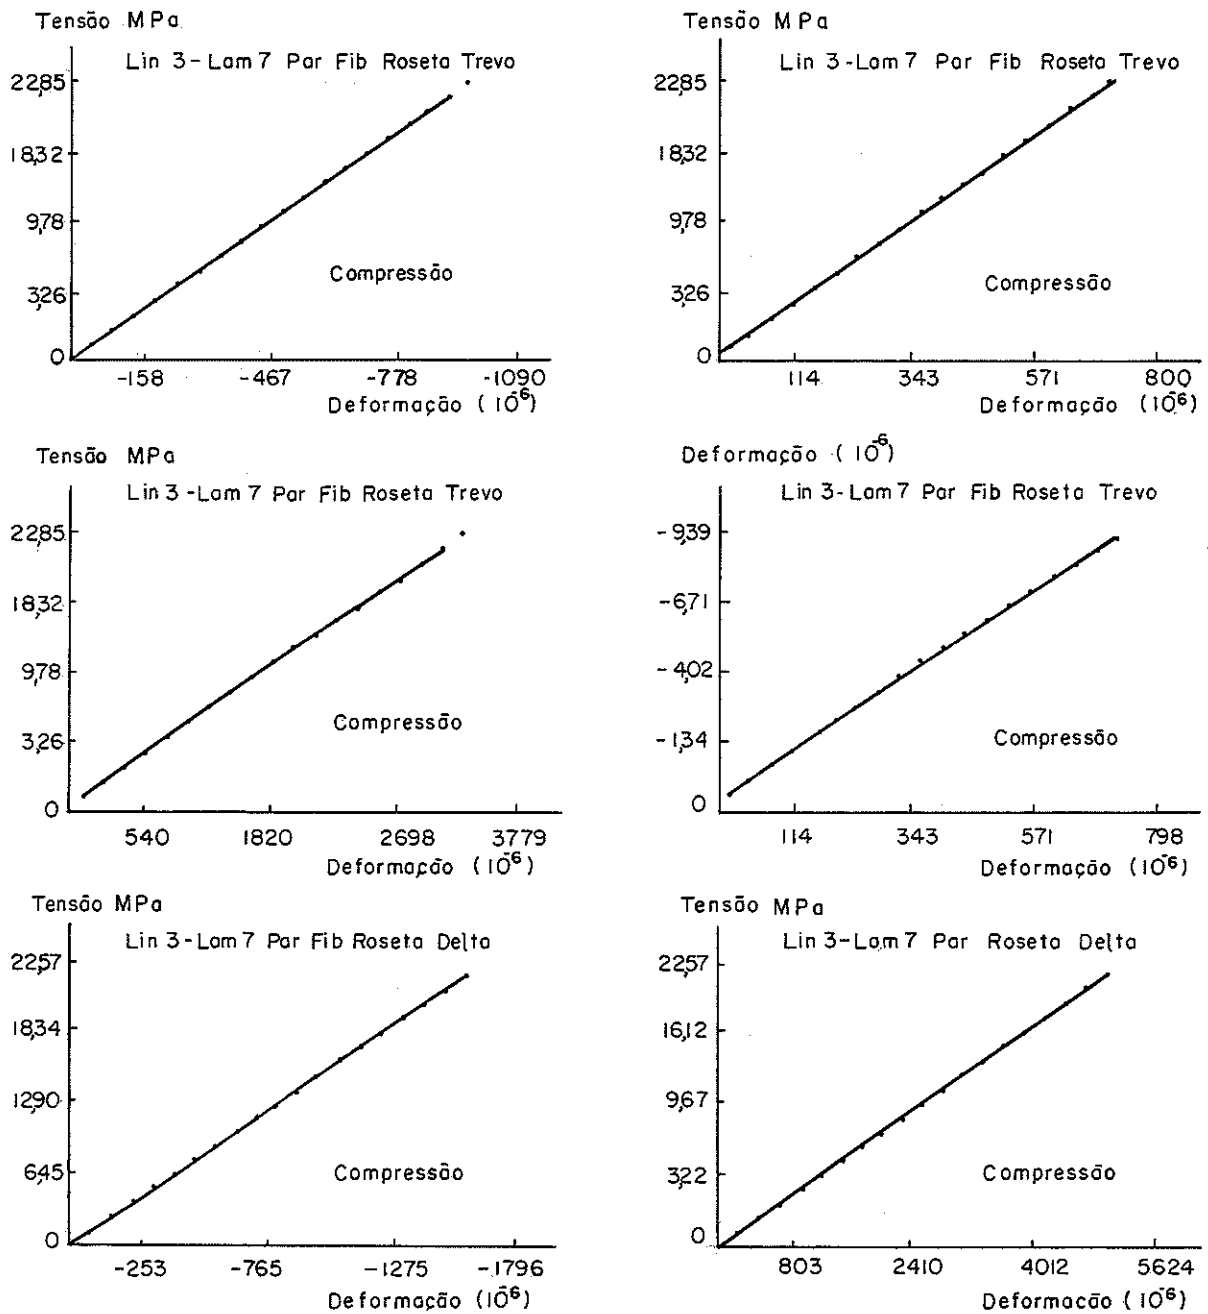 Tensão MPa
Lin 3-Lam 7 Par Fib Roseta Trevo
22,85
18,32
9,78
3,26
0
Compressão
-158 -467 -778 -1090
Deformação (10-6)
Tensão MPa
Lin 3-Lam 7 Par Fib Roseta Trevo
22,85
18,32
9,78
3,26
0
Compressão
114 343 571 800
Deformação (10-6)
Tensão MPa
Lin 3-Lam 7 Par Fib Roseta Trevo
22,85
18,32
9,78
3,26
0
Compressão
540 1820 2698 3779
Deformação (10-6)
Deformação (10-6)
Lin 3-Lam 7 Par Fib Roseta Trevo
-9,39
-6,71
-4,02
-1,34
0
Compressão
114 343 571 798
Deformação (10-6)
Tensão MPa
Lin 3-Lam 7 Par Fib Roseta Delta
22,57
18,34
12,90
6,45
0
Compressão
-253 -765 -1275 -1796
Deformação (10-6)
Tensão MPa
Lin 3-Lam 7 Par Roseta Delta
22,57
16,12
9,67
3,22
0
Compressão
803 2410 4012 5624
Deformação (10-6)